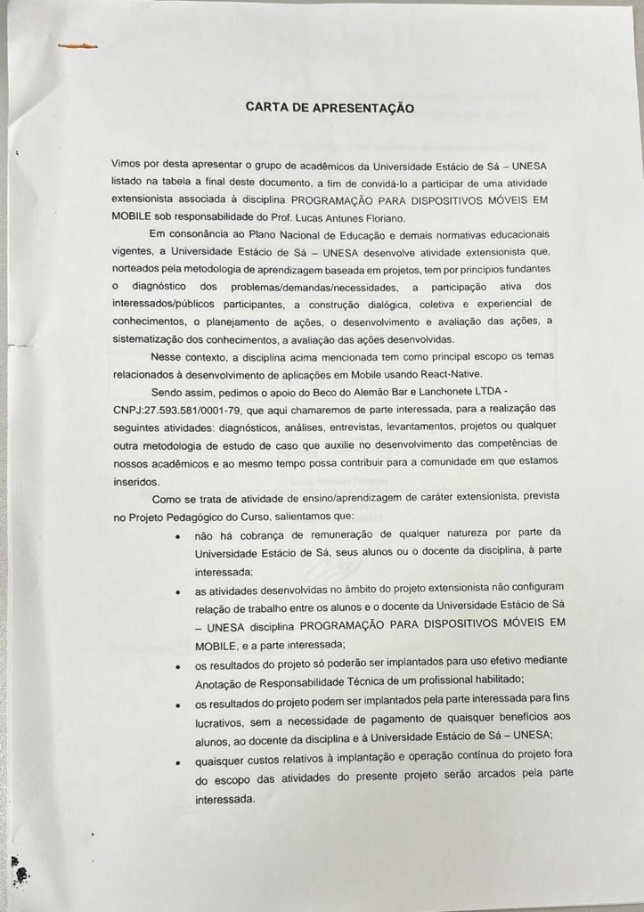 CARTA DE APRESENTAÇÃO
Vimos por desta apresentar o grupo de acadêmicos da Universidade Estácio de Sá – UNESA
listado na tabela a final deste documento, a fim de convidá-lo a participar de uma atividade
extensionista associada à disciplina PROGRAMAÇÃO PARA DISPOSITIVOS MÓVEIS EM
MOBILE sob responsabilidade do Prof. Lucas Antunes Floriano.
Em consonância ao Plano Nacional de Educação e demais normativas educacionais
vigentes, a Universidade Estácio de Sá – UNESA desenvolve atividade extensionista que,
norteados pela metodologia de aprendizagem baseada em projetos, tem por princípios fundantes
o diagnóstico dos problemas/demandas/necessidades, a participação ativa dos
interessados/públicos participantes, a construção dialógica, coletiva e experiencial de
conhecimentos, o planejamento de ações, o desenvolvimento e avaliação das ações, a
sistematização dos conhecimentos, a avaliação das ações desenvolvidas.
Nesse contexto, a disciplina acima mencionada tem como principal escopo os temas
relacionados à desenvolvimento de aplicações em Mobile usando React-Native.
Sendo assim, pedimos o apoio do Beco do Alemão Bar e Lanchonete LTDA -
CNPJ:27.593.581/0001-79, que aqui chamaremos de parte interessada, para a realização das
seguintes atividades: diagnósticos, análises, entrevistas, levantamentos, projetos ou qualquer
outra metodologia de estudo de caso que auxilie no desenvolvimento das competências de
nossos acadêmicos e ao mesmo tempo possa contribuir para a comunidade em que estamos
inseridos.
Como se trata de atividade de ensino/aprendizagem de caráter extensionista, prevista
no Projeto Pedagógico do Curso, salientamos que:
• não há cobrança de remuneração de qualquer natureza por parte da
Universidade Estácio de Sá, seus alunos ou o docente da disciplina, à parte
interessada;
• as atividades desenvolvidas no âmbito do projeto extensionista não configuram
relação de trabalho entre os alunos e o docente da Universidade Estácio de Sá
– UNESA disciplina PROGRAMAÇÃO PARA DISPOSITIVOS MÓVEIS EM
MOBILE, e a parte interessada;
• os resultados do projeto só poderão ser implantados para uso efetivo mediante
Anotação de Responsabilidade Técnica de um profissional habilitado;
• os resultados do projeto podem ser implantados pela parte interessada para fins
lucrativos, sem a necessidade de pagamento de quaisquer benefícios aos
alunos, ao docente da disciplina e à Universidade Estácio de Sá – UNESA;
• quaisquer custos relativos à implantação e operação contínua do projeto fora
do escopo das atividades do presente projeto serão arcados pela parte
interessada.